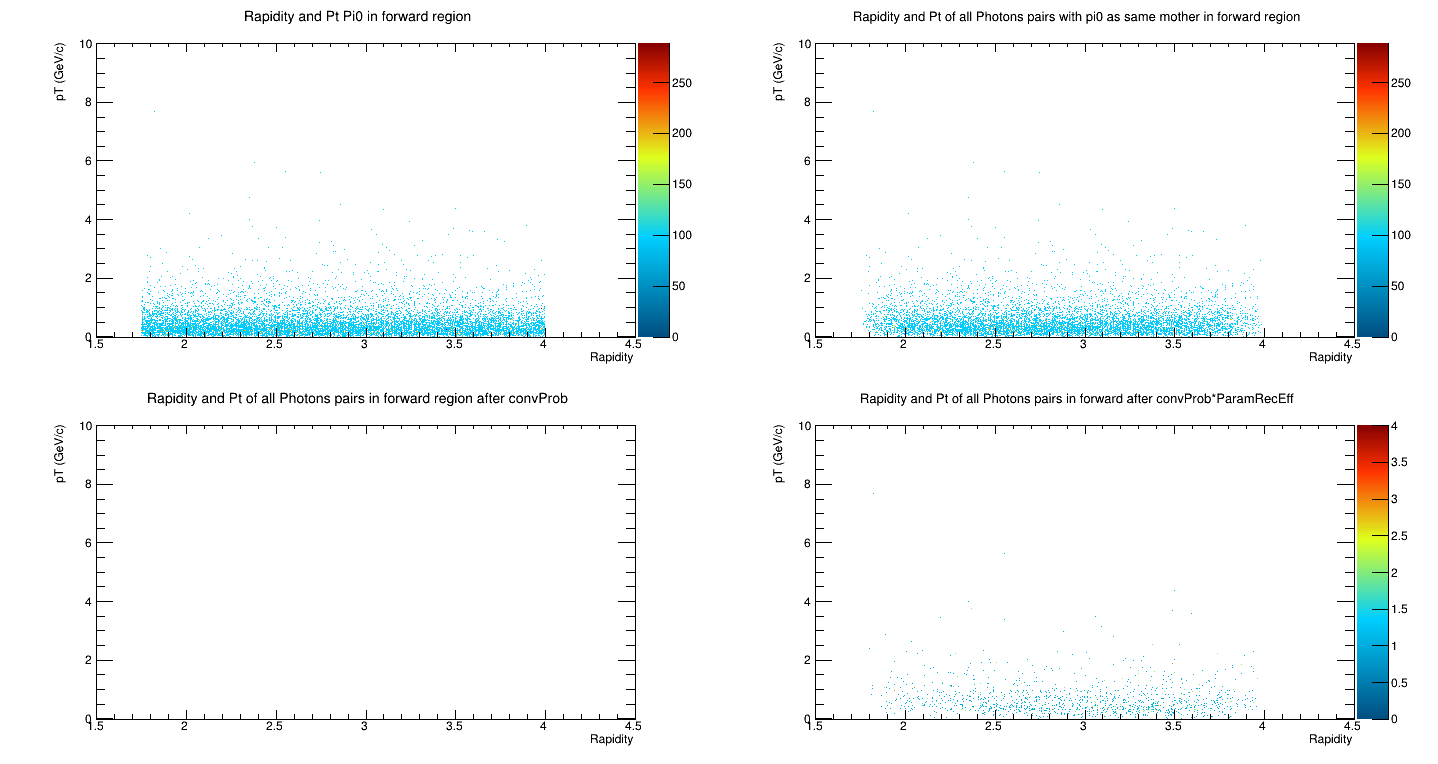 Rapidity and Pt Pi0 in forward region
pT (GeV/c)
10
8
6
4
2
0
1.5 2 2.5 3 3.5 4 4.5
Rapidity
250
200
150
100
50
0
Rapidity and Pt of all Photons pairs with pi0 as same mother in forward region
pT (GeV/c)
10
8
6
4
2
0
1.5 2 2.5 3 3.5 4 4.5
Rapidity
250
200
150
100
50
0
Rapidity and Pt of all Photons pairs in forward region after convProb
pT (GeV/c)
10
8
6
4
2
0
1.5 2 2.5 3 3.5 4 4.5
Rapidity
Rapidity and Pt of all Photons pairs in forward after convProb*ParamRecEff
pT (GeV/c)
10
8
6
4
2
0
1.5 2 2.5 3 3.5 4 4.5
Rapidity
4
3.5
3
2.5
2
1.5
1
0.5
0